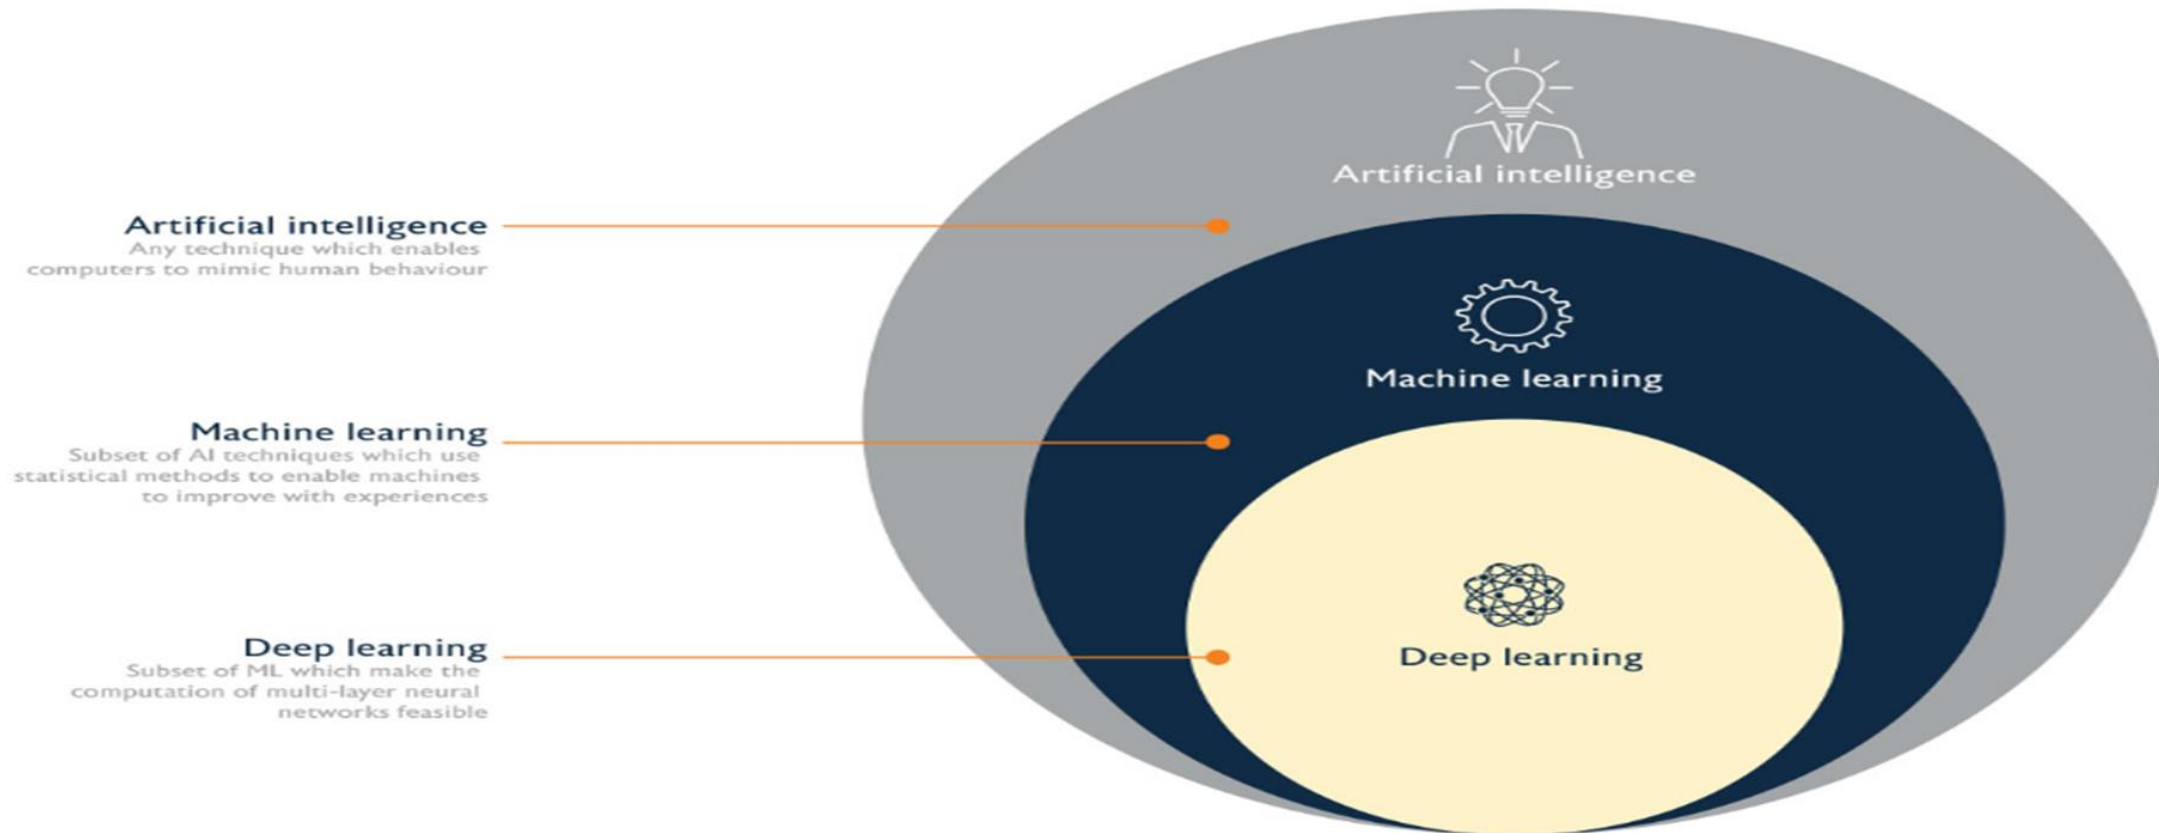 Artificial intelligence
Any technique which enables
computers to mimic human behaviour
Machine learning
Subset of AI techniques which use
statistical methods to enable machines
to improve with experiences
Deep learning
Subset of ML which make the
computation of multi-layer neural
networks feasible
Artificial intelligence
Machine learning
Deep learning